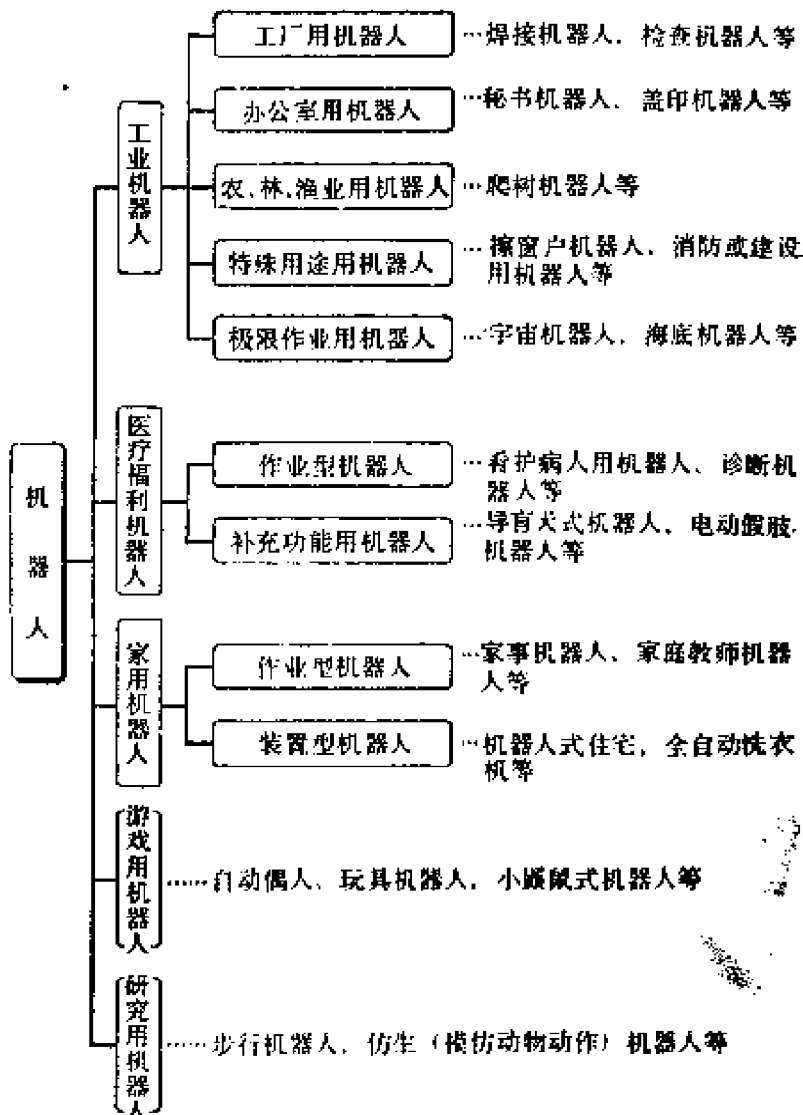 机器人
工业机器人
工厂用机器人
…焊接机器人、检查机器人等
办公室用机器人
…秘书机器人、盖印机器人等
农、林、渔业用机器人
…爬树机器人等
特殊用途用机器人
…擦窗户机器人、消防或建设
用机器人等
极限作业用机器人
…宇宙机器人、海底机器人等
医疗福利机器人
作业型机器人
…看护病人用机器人、诊断机
器人等
补充功能用机器人
…导盲犬式机器人、电动假肢
机器人等
家用机器人
作业型机器人
…家事机器人、家庭教师机器
人等
装置型机器人
…机器人式住宅,全自动洗衣
机等
游戏用机器人
……自动偶人、玩具机器人,小鼹鼠式机器人等
研究用机器人
……步行机器人、仿生(模仿动物动作)机器人等